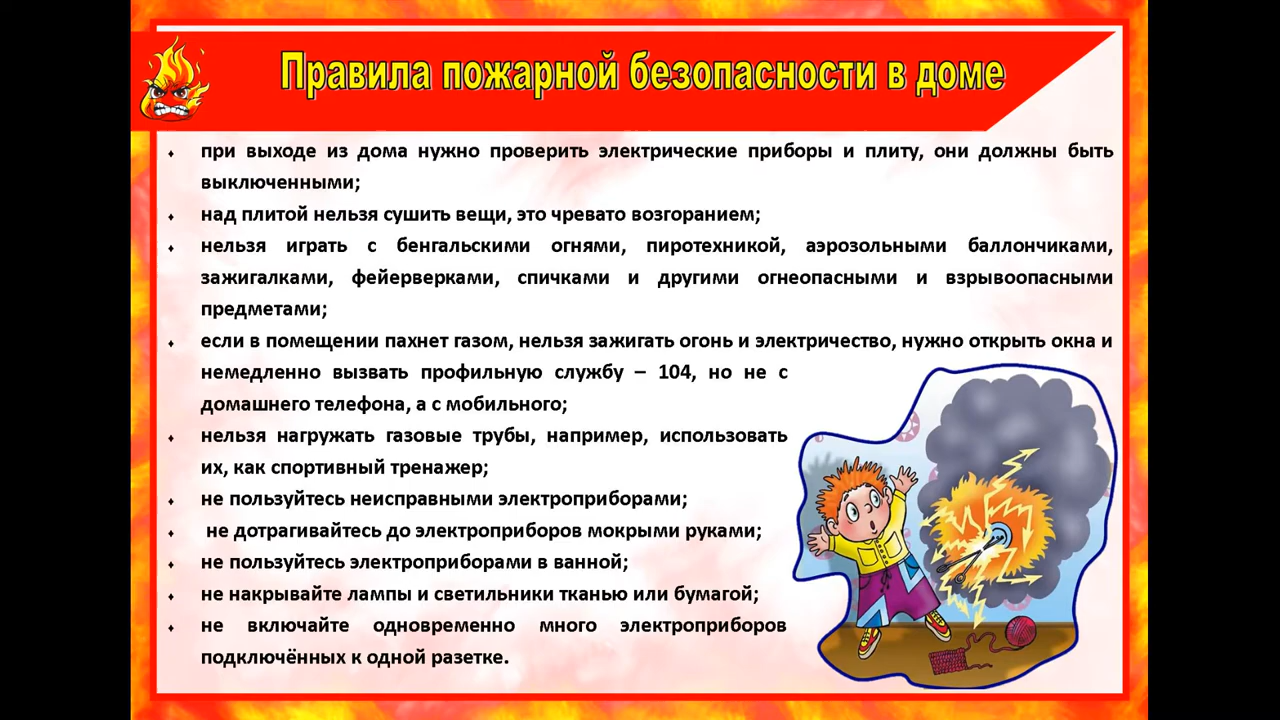 Правила пожарной безопасности в доме
при выходе из дома нужно проверить электрические приборы и плиту, они должны быть
выключенными;
над плитой нельзя сушить вещи, это чревато возгоранием;
нельзя играть с бенгальскими огнями, пиротехникой, аэрозольными баллончиками,
зажигалками, фейерверками, спичками и другими огнеопасными и взрывоопасными
предметами;
если в помещении пахнет газом, нельзя зажигать огонь и электричество, нужно открыть окна и
немедленно вызвать профильную службу – 104, но не с
домашнего телефона, а с мобильного;
нельзя нагружать газовые трубы, например, использовать
их, как спортивный тренажер;
не пользуйтесь неисправными электроприборами;
не дотрагивайтесь до электроприборов мокрыми руками;
не пользуйтесь электроприборами в ванной;
не накрывайте лампы и светильники тканью или бумагой;
не включайте одновременно много электроприборов
подключённых к одной разетке.